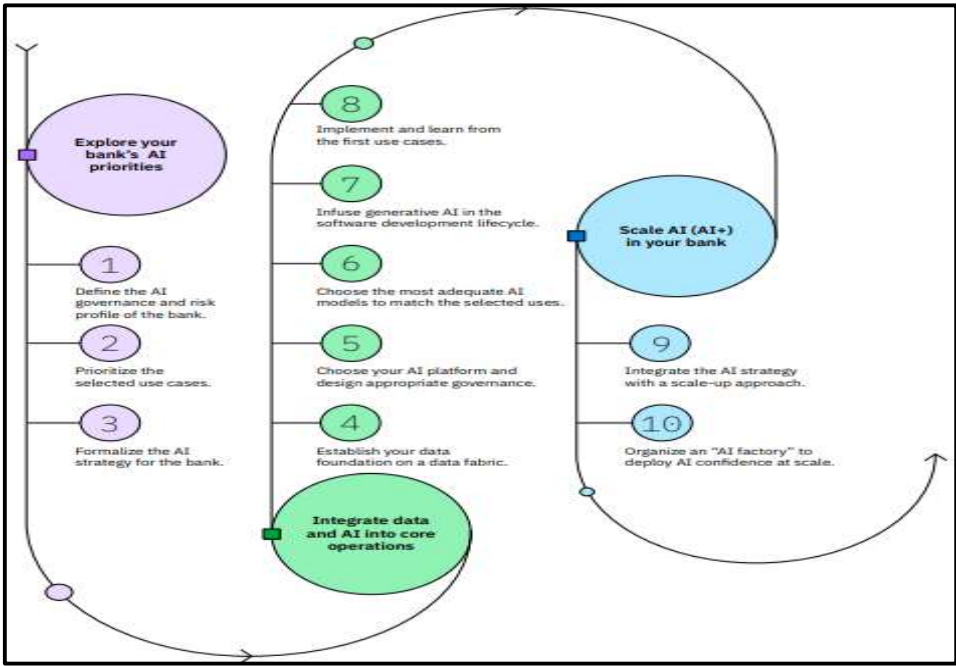 Explore your
bank's AI
priorities
1
Define the AI
governance and risk
profile of the bank.
2
Prioritize the
selected use cases.
3
Formalize the AI
strategy for the bank.
Integrate data
and AI into core
operations
4
Establish your data
foundation on a data fabric.
5
Choose your AI platform and
design appropriate governance.
6
Choose the most adequate AI
models to match the selected uses.
7
Infuse generative AI in the
software development lifecycle.
8
Implement and learn from
the first use cases.
Scale AI (AI+)
in your bank
9
Integrate the AI strategy
with a scale-up approach.
10
Organize an "AI factory" to
deploy AI confidence at scale.